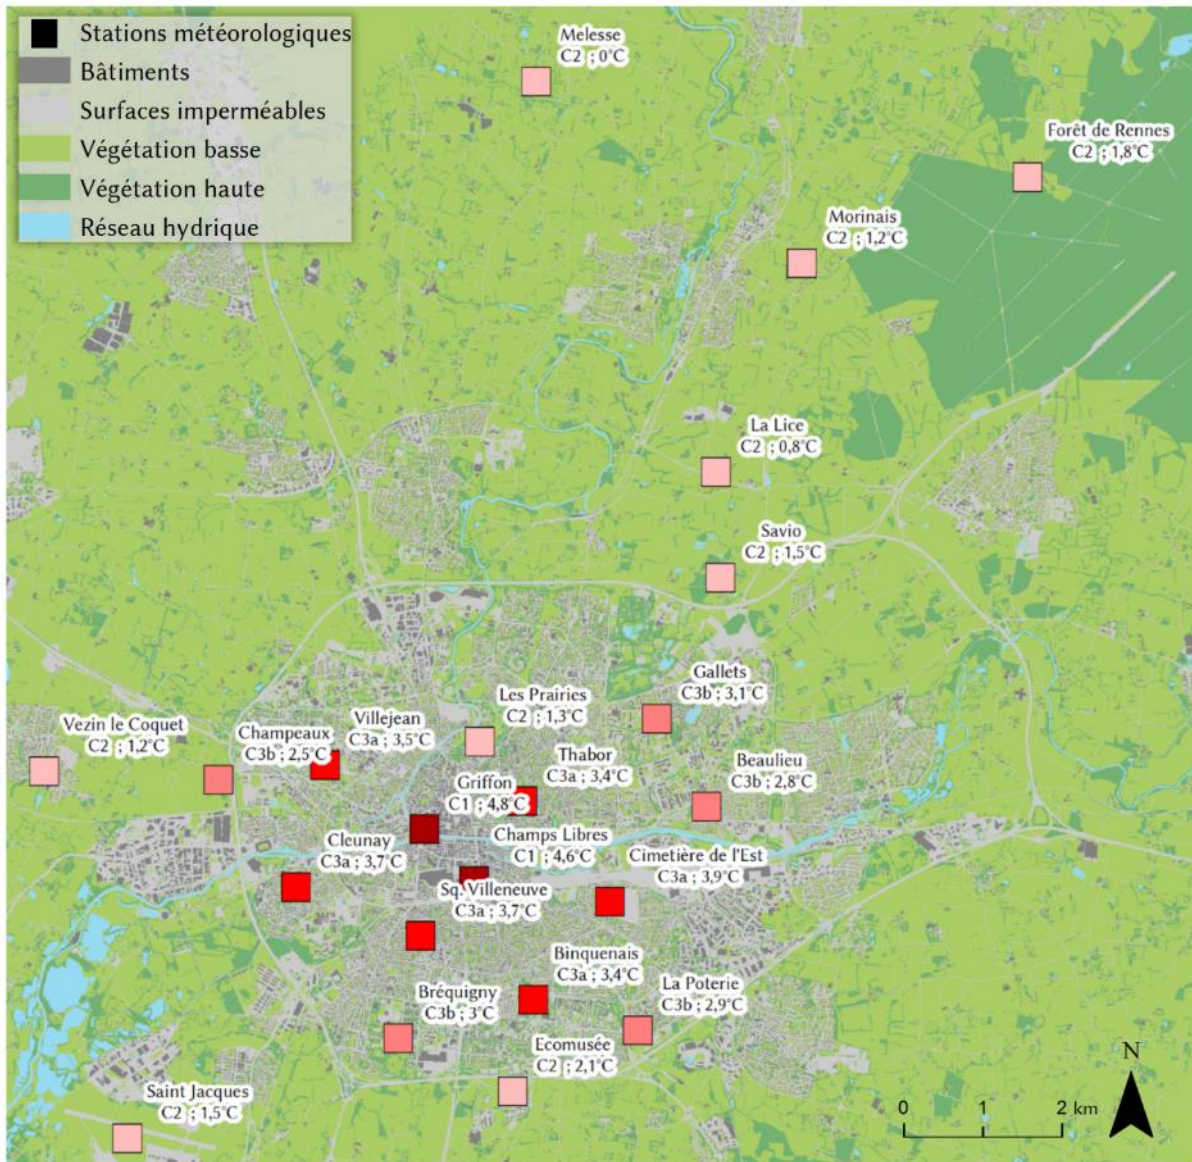 Stations météorologiques
Bâtiments
Surfaces imperméables
Végétation basse
Végétation haute
Réseau hydrique
Melesse
C2 ; 0°C
Forêt de Rennes
C2 ; 1,8°C
Morinais
C2 ; 1,2°C
La Lice
C2 ; 0,8°C
Savio
C2 ; 1,5°C
Gallets
C3b ; 3,1°C
Les Prairies
C2 ; 1,3°C
Vezin le Coquet
C2 ; 1,2°C
Champeaux
C3b ; 2,5°C
Villejean
C3a ; 3,5°C
Thabor
C3a ; 3,4°C
Beaulieu
C3b ; 2,8°C
Griffon
C1 ; 4,8°C
Champs Libres
C1 ; 4,6°C
Cleunay
C3a ; 3,7°C
Cimetière de l'Est
C3a ; 3,9°C
Sq. Villeneuve
C3a ; 3,7°C
Binquenais
C3a ; 3,4°C
La Poterie
C3b ; 2,9°C
Bréquigny
C3b ; 3°C
Ecomusée
C2 ; 2,1°C
Saint Jacques
C2 ; 1,5°C
N
0 1 2 km